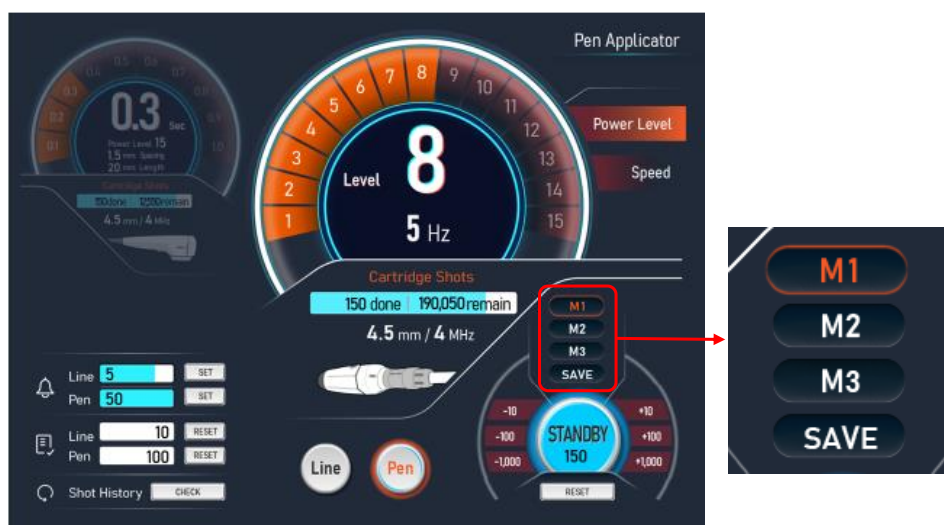 Pen Applicator
0.1
0.2
0.3
0.4
0.5
0.6
0.7
0.8
0.9
1.0
0.3 Sec
Power Level 15
1.5 mm Spacing
20 mm Length
Cartridge Shots
150done 12,000remain
4.5 mm / 4 MHz
1
2
3
4
5
6
7
8
9
10
11
12
13
14
15
Level 8
5 Hz
Power Level
Speed
Cartridge Shots
150 done 190,050 remain
4.5 mm / 4 MHz
M1
M2
M3
SAVE
Line 5 SET
Pen 50 SET
Line 10 RESET
Pen 100 RESET
Shot History CHECK
Line
Pen
-10
-100
-1,000
STANDBY
150
+10
+100
+1,000
RESET
M1
M2
M3
SAVE